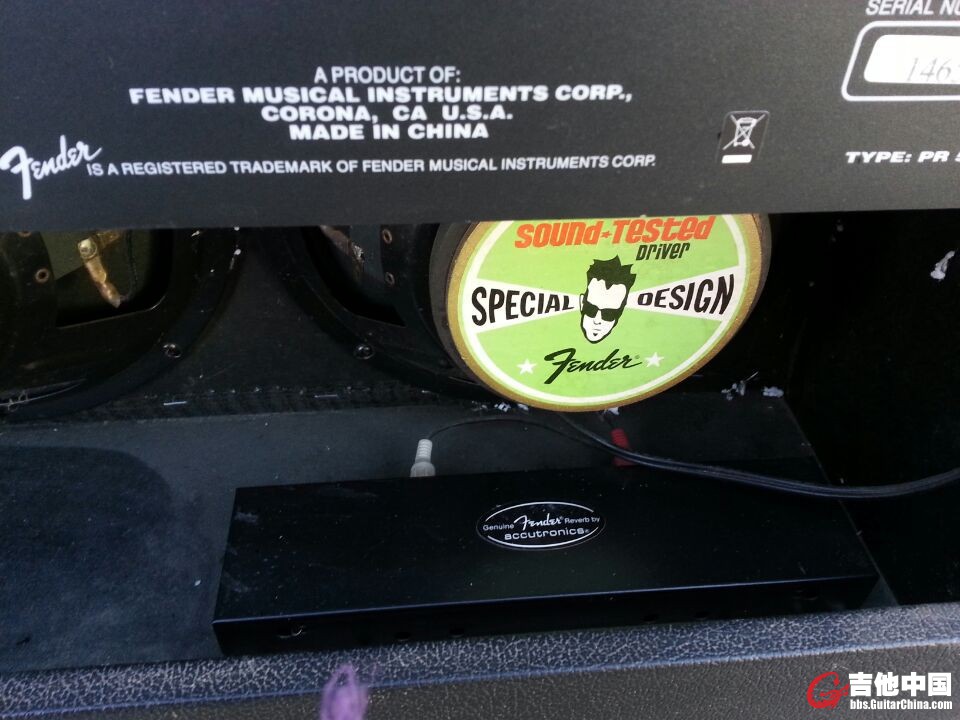 SERIAL
A PRODUCT OF:
FENDER MUSICAL INSTRUMENTS CORP.,
CORONA, CA U.S.A.
MADE IN CHINA
Fender IS A REGISTERED TRADEMARK OF FENDER MUSICAL INSTRUMENTS CORP.
TYPE: PR
SOUND★TESTED
DRIVER
SPECIAL DESIGN
Fender®
Genuine Fender® Reverb by
accutronics®
吉他中国
bbs.GuitarChina.com